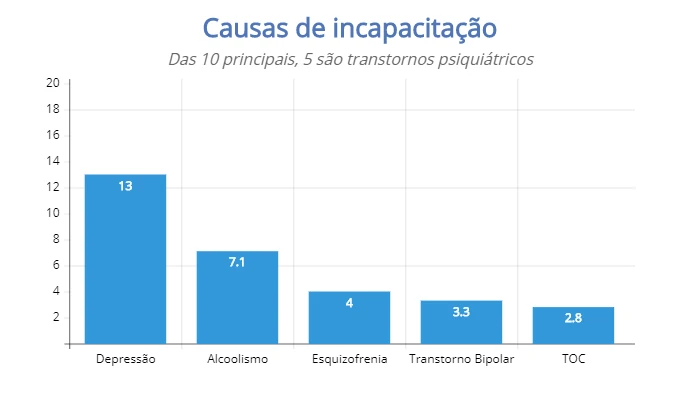 Causas de incapacitação
Das 10 principais, 5 são transtornos psiquiátricos
20
18
16
14
12
10
8
6
4
2
13
7.1
4
3.3
2.8
Depressão
Alcoolismo
Esquizofrenia
Transtorno Bipolar
TOC